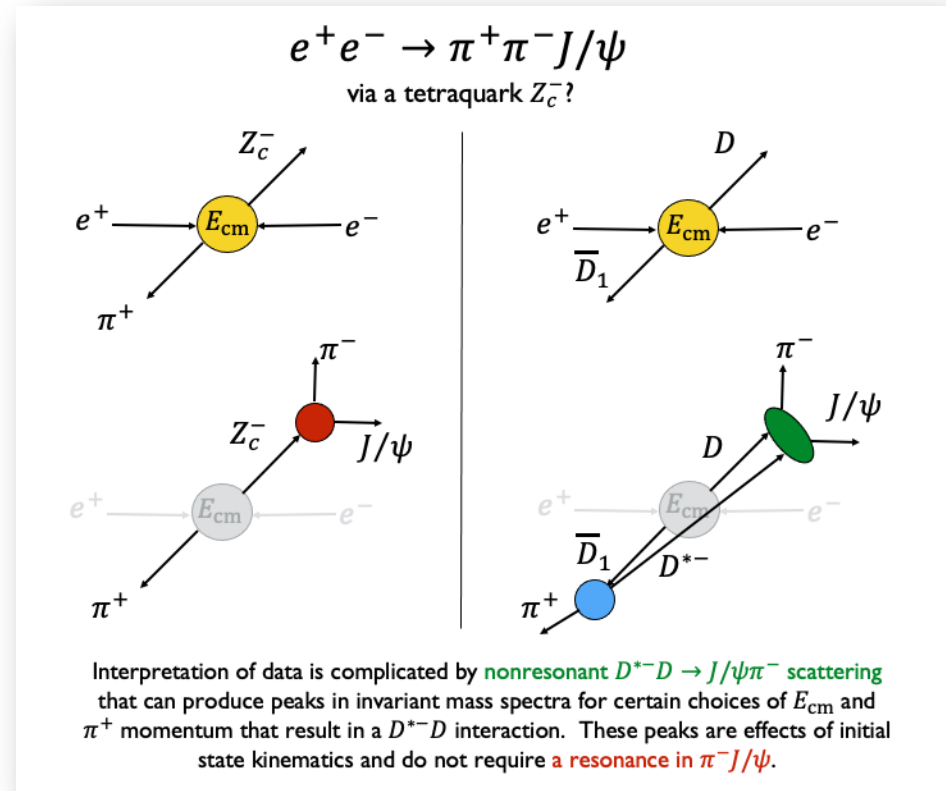 e⁺e⁻ → π⁺π⁻J/ψ
via a tetraquark Z_c⁻?
Z_c⁻
e⁺ E_cm e⁻
π⁺
D
e⁺ E_cm e⁻
D̅₁
π⁻
Z_c⁻ J/ψ
e⁺ E_cm e⁻
π⁺
π⁻
J/ψ
D
e⁺ E_cm e⁻
D̅₁ D*⁻
π⁺
Interpretation of data is complicated by nonresonant D*⁻D → J/ψπ⁻ scattering
that can produce peaks in invariant mass spectra for certain choices of E_cm and
π⁺ momentum that result in a D*⁻D interaction. These peaks are effects of initial
state kinematics and do not require a resonance in π⁻J/ψ.